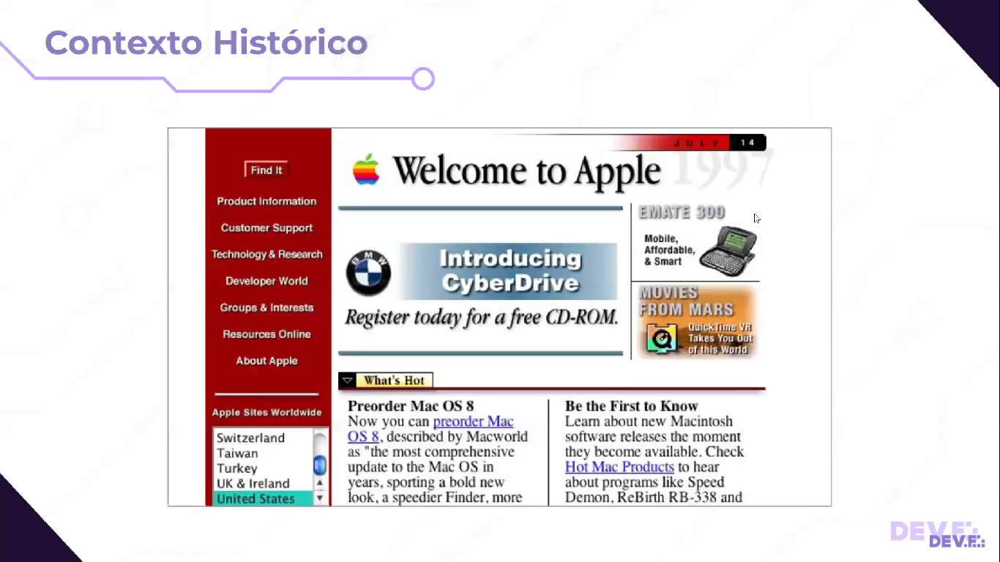 Contexto Histórico
JULY 14
1997
Welcome to Apple
Find It
Product Information
Customer Support
Technology & Research
Developer World
Groups & Interests
Resources Online
About Apple
Apple Sites Worldwide
Switzerland
Taiwan
Turkey
UK & Ireland
United States
BMW
Introducing
CyberDrive
Register today for a free CD-ROM.
EMATE 300
Mobile,
Affordable,
& Smart
MOVIES
FROM MARS
QuickTime VR
Takes You Out
of this World
What's Hot
Preorder Mac OS 8
Now you can preorder Mac
OS 8, described by Macworld
as "the most comprehensive
update to the Mac OS in
years, sporting a bold new
look, a speedier Finder, more
Be the First to Know
Learn about new Macintosh
software releases the moment
they become available. Check
Hot Mac Products to hear
about programs like Speed
Demon, ReBirth RB-338 and
DEV.F.:
DEV.F.: